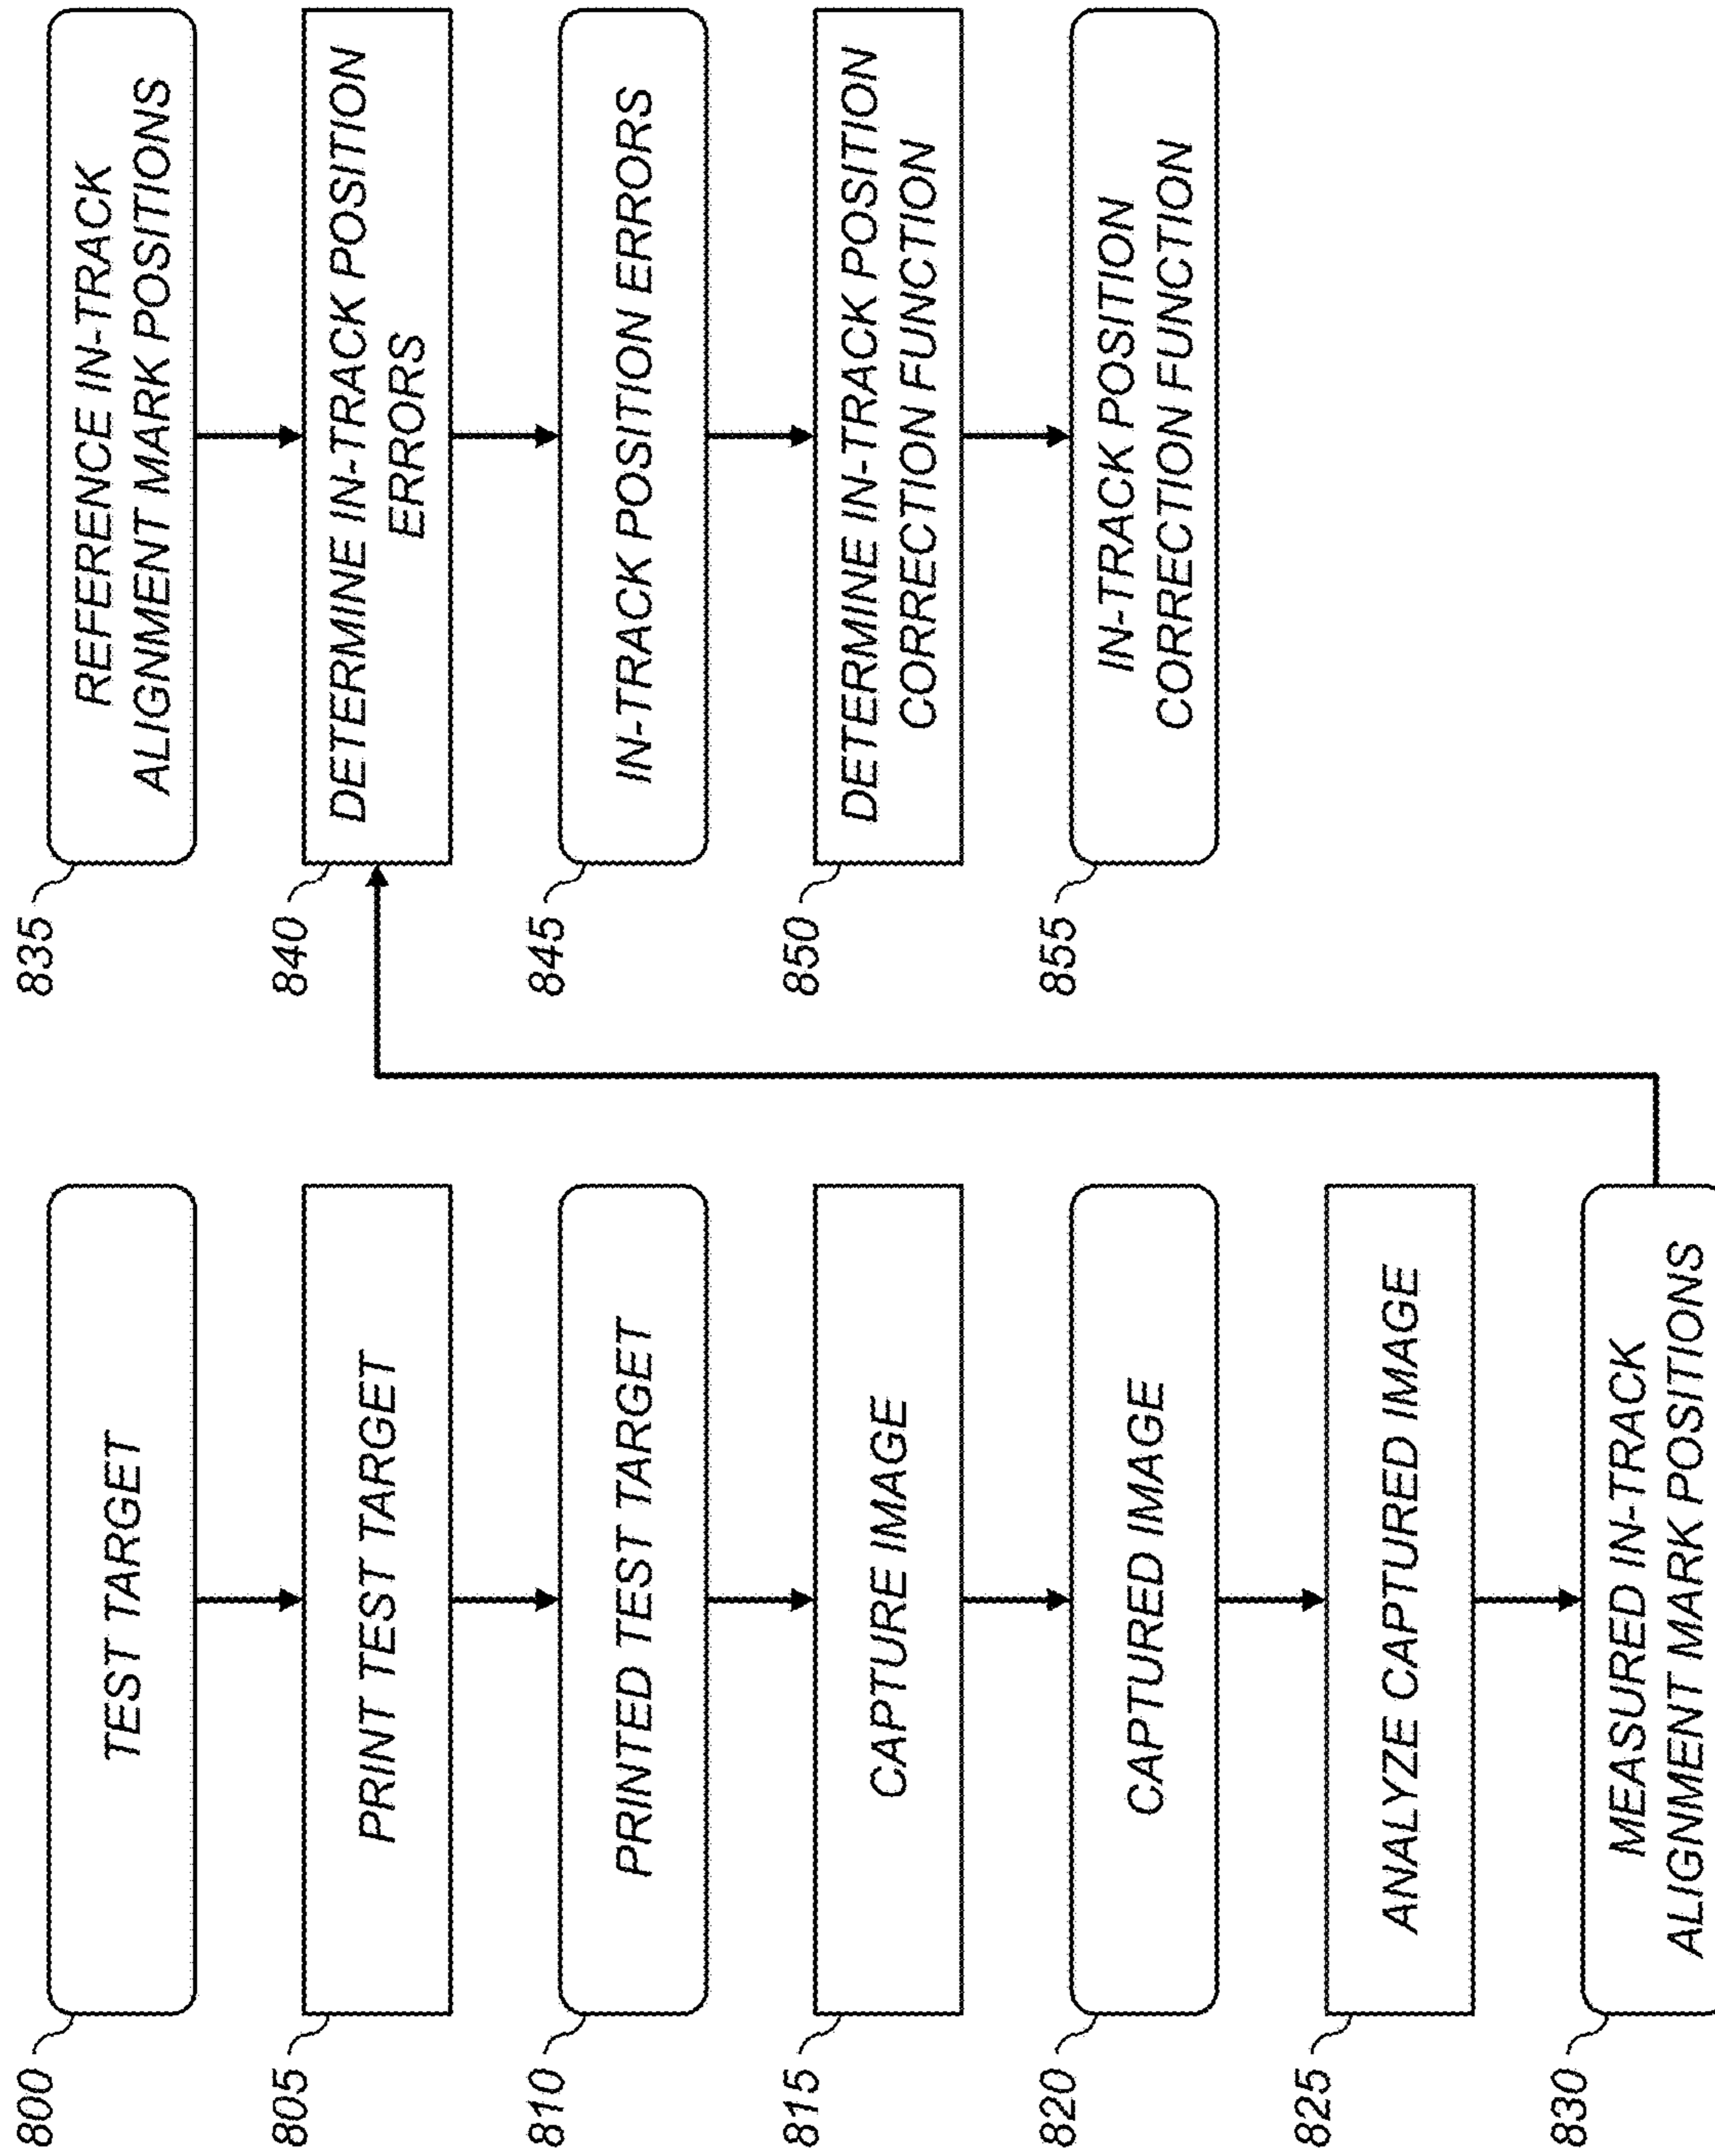 800
TEST TARGET
805
PRINT TEST TARGET
810
PRINTED TEST TARGET
815
CAPTURE IMAGE
820
CAPTURED IMAGE
825
ANALYZE CAPTURED IMAGE
830
MEASURED IN-TRACK
ALIGNMENT MARK POSITIONS
835
REFERENCE IN-TRACK
ALIGNMENT MARK POSITIONS
840
DETERMINE IN-TRACK POSITION
ERRORS
845
IN-TRACK POSITION ERRORS
850
DETERMINE IN-TRACK POSITION
CORRECTION FUNCTION
855
IN-TRACK POSITION
CORRECTION FUNCTION